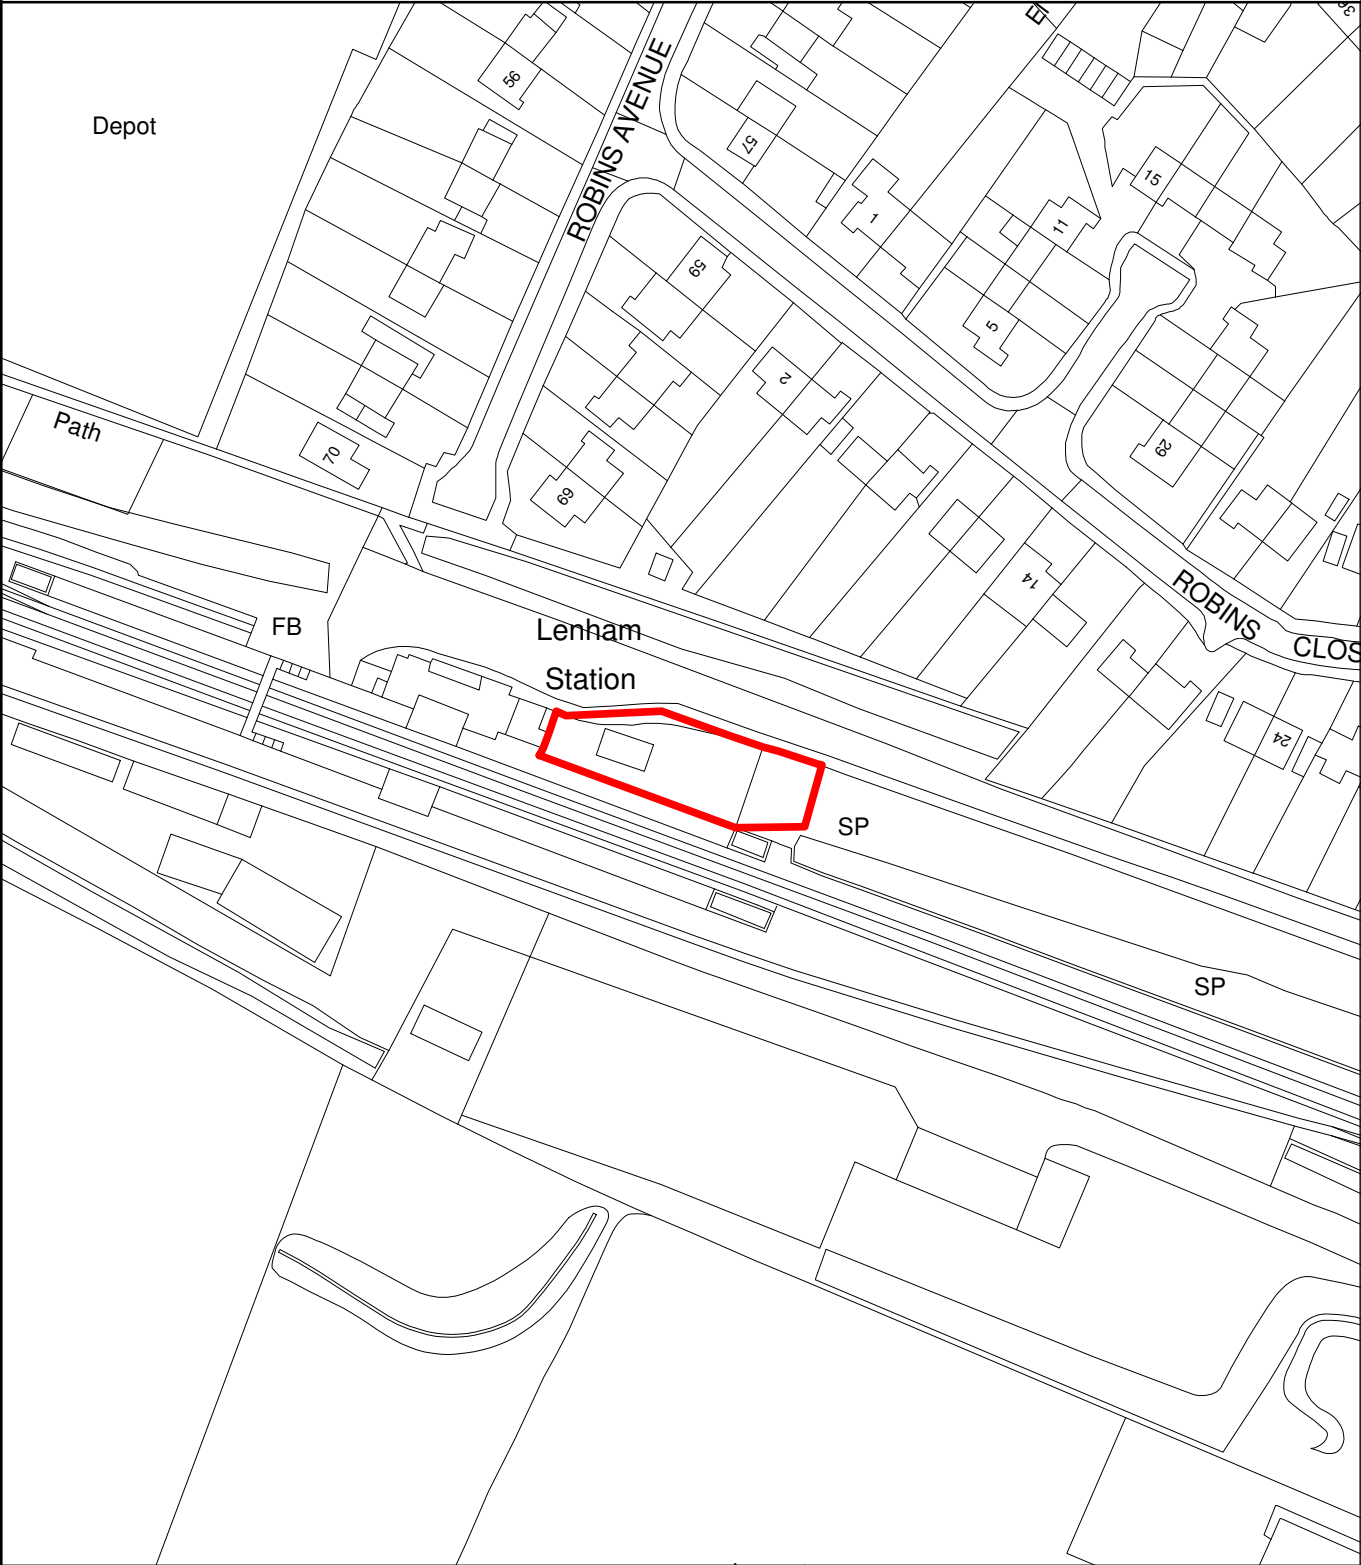 56
ROBINS AVENUE
Depot
57
15
1
11
59
5
2
Path
70
69
29
14
ROBINS
CLOS
FB
Lenham
Station
24
SP
SP